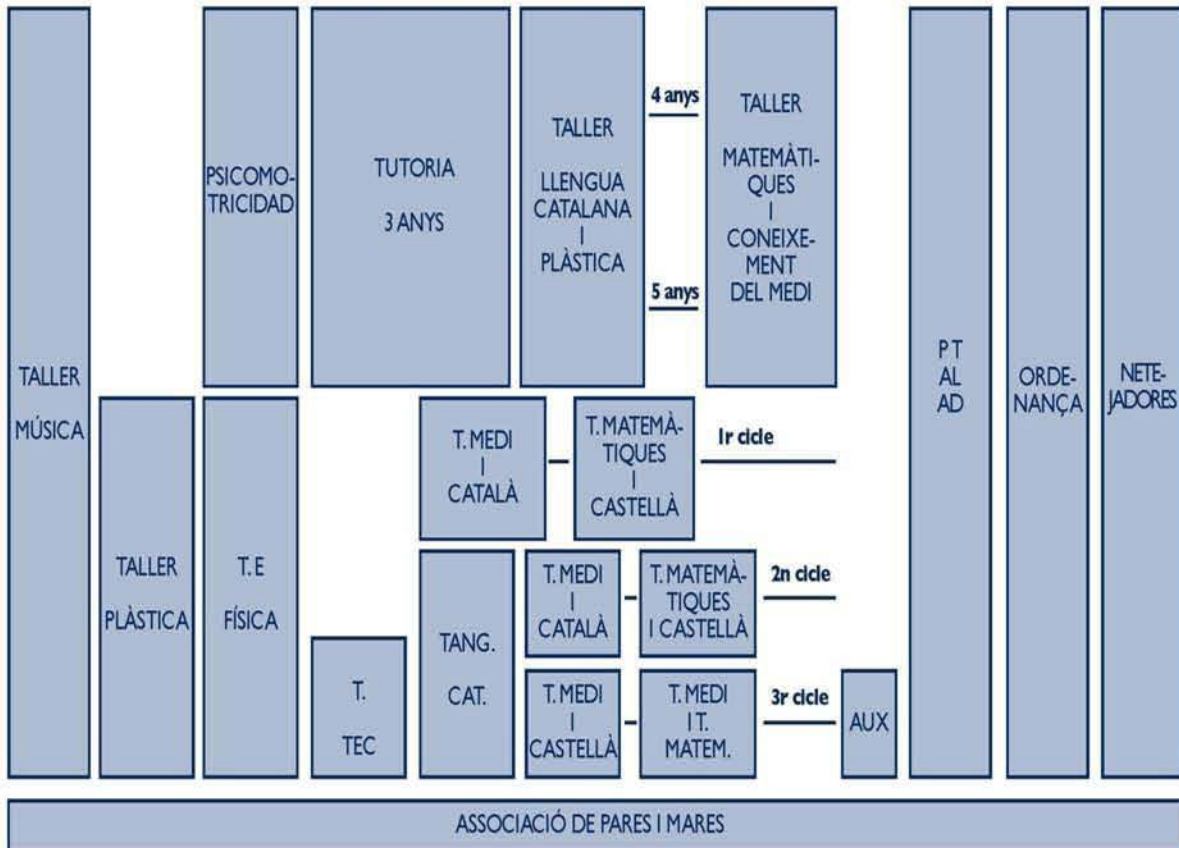 TALLER
MÚSICA
TALLER
PLÀSTICA
PSICOMO-
TRICIDAD
T. E
FÍSICA
TUTORIA
3 ANYS
TALLER
LLENGUA
CATALANA
I
PLÀSTICA
4 anys
5 anys
TALLER
MATEMÀTI-
QUES
I
CONEIXE-
MENT
DEL MEDI
T. MEDI
I
CATALÀ
T. MATEMÀ-
TIQUES
I
CASTELLÀ
1r cicle
T.
TEC
TANG.
CAT.
T. MEDI
I
CATALÀ
T. MATEMÀ-
TIQUES
I CASTELLÀ
2n cicle
T. MEDI
I
CASTELLÀ
T. MEDI
I T.
MATEM.
3r cicle
AUX
P T
AL
AD
ORDE-
NANÇA
NETE-
JADORES
ASSOCIACIÓ DE PARES I MARES